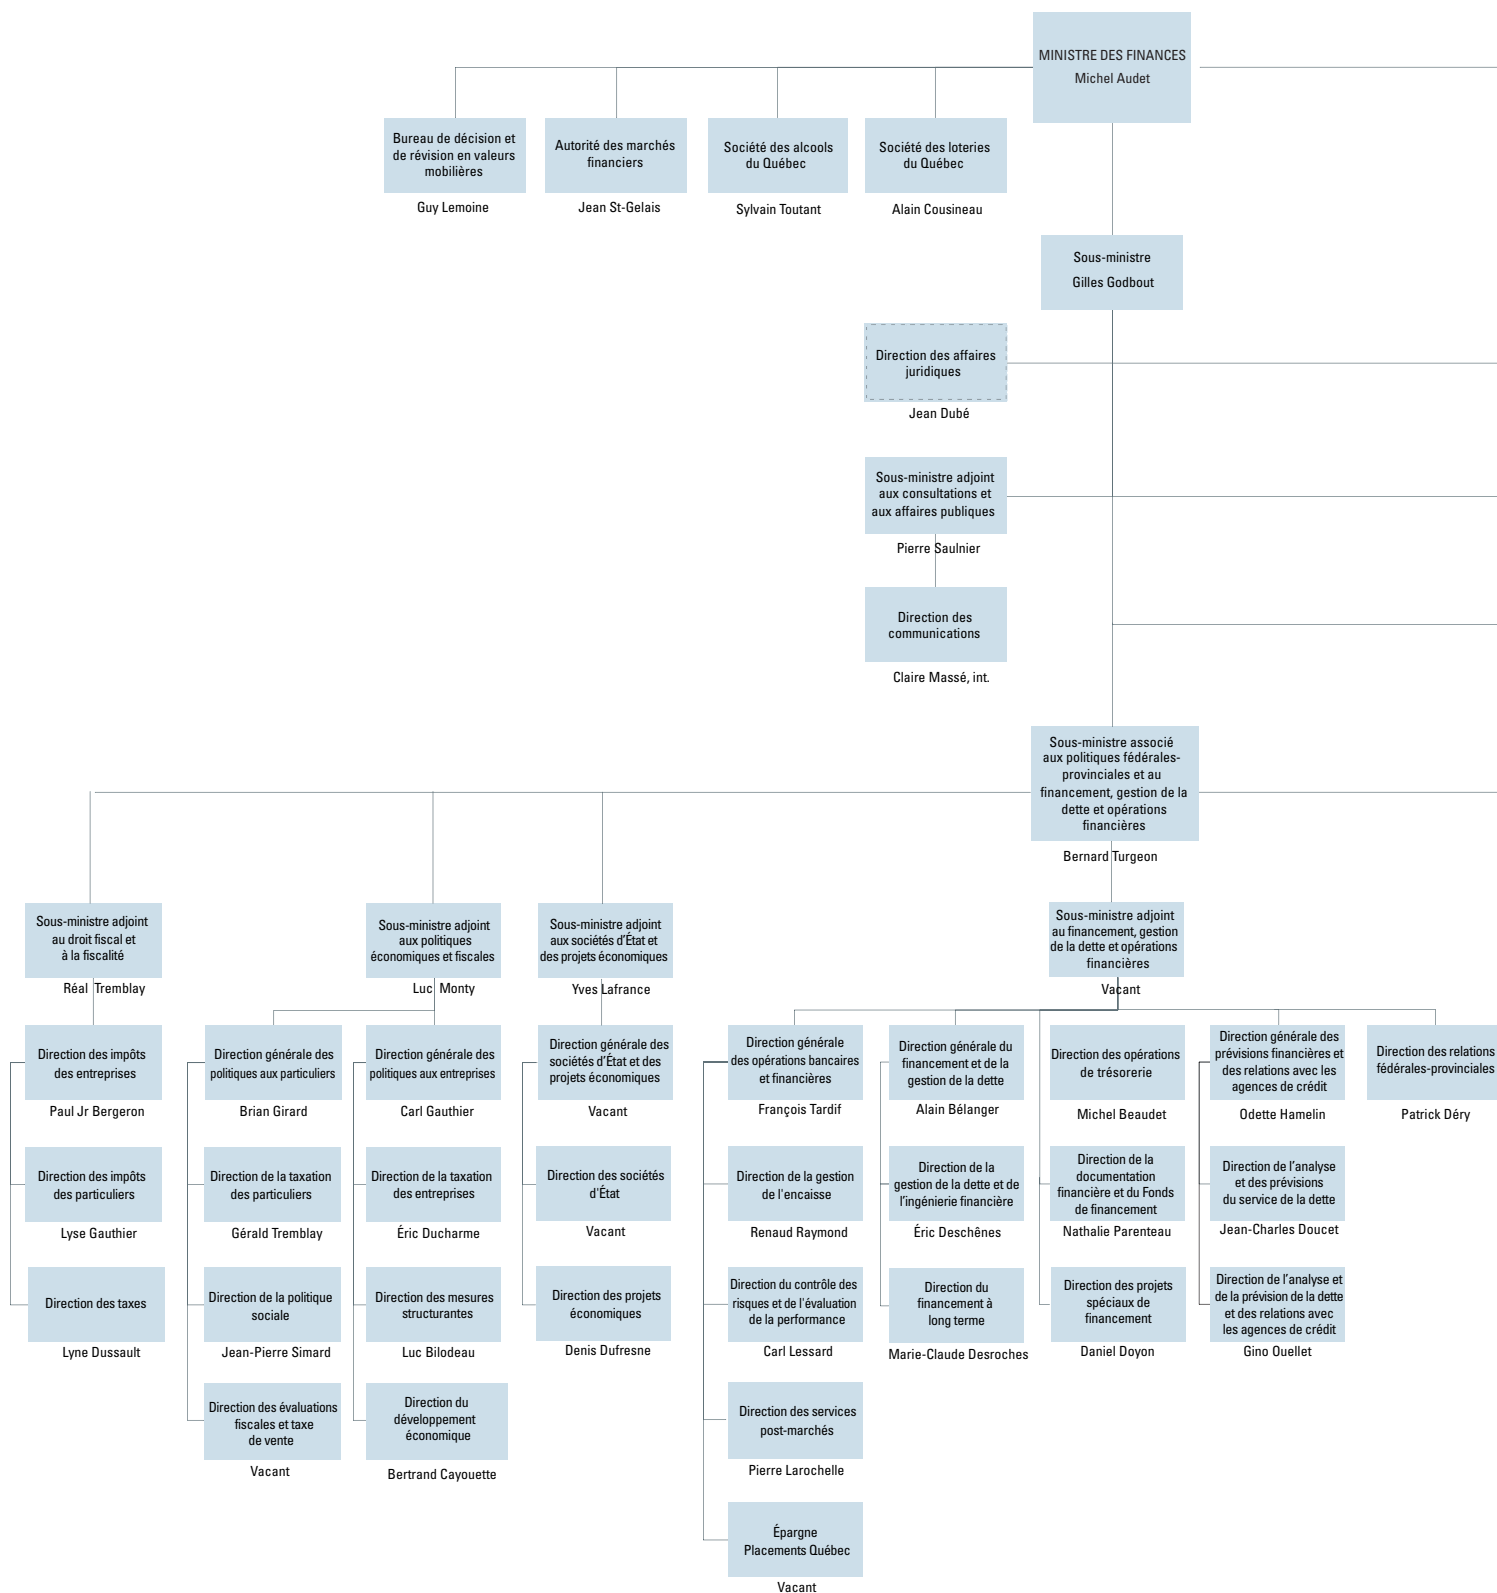 MINISTRE DES FINANCES
Michel Audet
Bureau de décision et
de révision en valeurs
mobilières
Guy Lemoine
Autorité des marchés
financiers
Jean St-Gelais
Société des alcools
du Québec
Sylvain Toutant
Société des loteries
du Québec
Alain Cousineau
Sous-ministre
Gilles Godbout
Direction des affaires
juridiques
Jean Dubé
Sous-ministre adjoint
aux consultations et
aux affaires publiques
Pierre Saulnier
Direction des
communications
Claire Massé, int.
Sous-ministre associé
aux politiques fédérales-
provinciales et au
financement, gestion de la
dette et opérations
financières
Bernard Turgeon
Sous-ministre adjoint
au droit fiscal et
à la fiscalité
Réal Tremblay
Sous-ministre adjoint
aux politiques
économiques et fiscales
Luc Monty
Sous-ministre adjoint
aux sociétés d'État et
des projets économiques
Yves Lafrance
Sous-ministre adjoint
au financement, gestion
de la dette et opérations
financières
Vacant
Direction des impôts
des entreprises
Paul Jr Bergeron
Direction générale des
politiques aux particuliers
Brian Girard
Direction générale des
politiques aux entreprises
Carl Gauthier
Direction générale des
sociétés d'État et des
projets économiques
Vacant
Direction générale
des opérations bancaires
et financières
François Tardif
Direction générale du
financement et de la
gestion de la dette
Alain Bélanger
Direction des opérations
de trésorerie
Michel Beaudet
Direction générale des
prévisions financières et
des relations avec les
agences de crédit
Odette Hamelin
Direction des relations
fédérales-provinciales
Patrick Déry
Direction des impôts
des particuliers
Lyse Gauthier
Direction de la taxation
des particuliers
Gérald Tremblay
Direction de la taxation
des entreprises
Éric Ducharme
Direction des sociétés
d'État
Vacant
Direction de la gestion
de l'encaisse
Renaud Raymond
Direction de la
gestion de la dette et de
l'ingénierie financière
Éric Deschênes
Direction de la
documentation
financière et du Fonds
de financement
Nathalie Parenteau
Direction de l'analyse
et des prévisions
du service de la dette
Jean-Charles Doucet
Direction des taxes
Lyne Dussault
Direction de la politique
sociale
Jean-Pierre Simard
Direction des mesures
structurantes
Luc Bilodeau
Direction des projets
économiques
Denis Dufresne
Direction du contrôle des
risques et de l'évaluation
de la performance
Carl Lessard
Direction du
financement à
long terme
Marie-Claude Desroches
Direction des projets
spéciaux de
financement
Daniel Doyon
Direction de l'analyse et
de la prévision de la dette
et des relations avec
les agences de crédit
Gino Ouellet
Direction des évaluations
fiscales et taxe
de vente
Vacant
Direction du
développement
économique
Bertrand Cayouette
Direction des services
post-marchés
Pierre Larochelle
Épargne
Placements Québec
Vacant